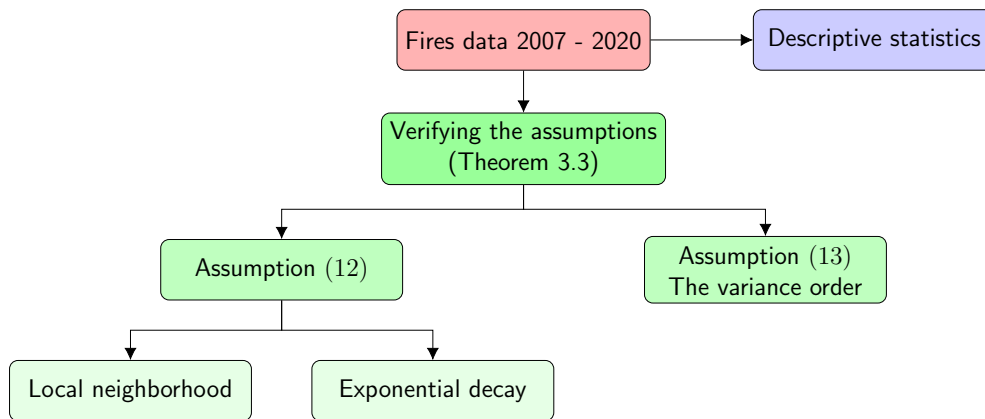 Fires data 2007 - 2020
Descriptive statistics
Verifying the assumptions
(Theorem 3.3)
Assumption (12)
Assumption (13)
The variance order
Local neighborhood
Exponential decay